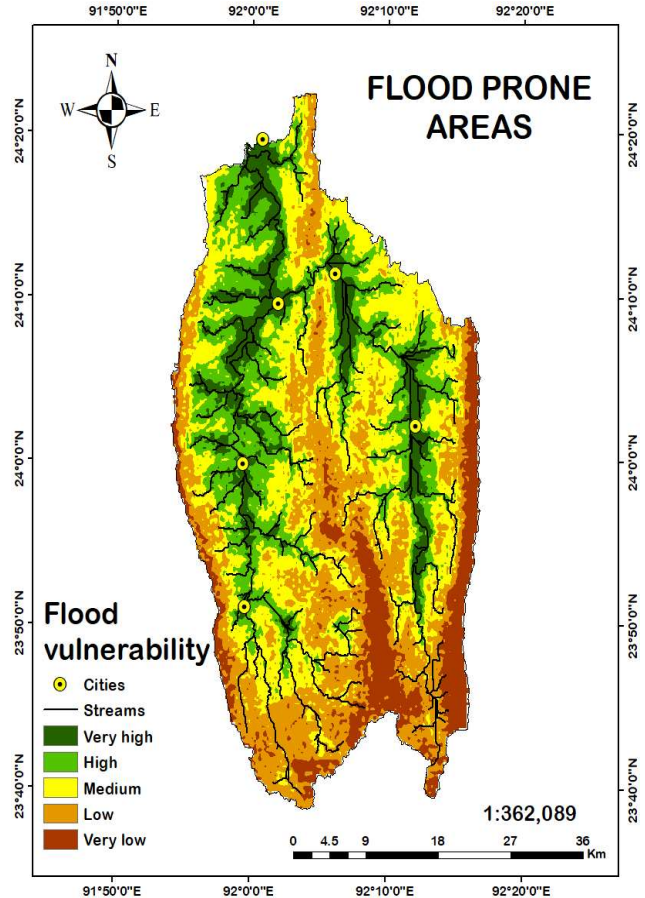 91°50'0"E 92°0'0"E 92°10'0"E 92°20'0"E
N
W E
S
FLOOD PRONE
AREAS
24°20'0"N 24°20'0"N
24°10'0"N 24°10'0"N
24°0'0"N 24°0'0"N
23°50'0"N 23°50'0"N
23°40'0"N 23°40'0"N
Flood
vulnerability
Cities
Streams
Very high
High
Medium
Low
Very low
1:362,089
0 4.5 9 18 27 36
Km
91°50'0"E 92°0'0"E 92°10'0"E 92°20'0"E